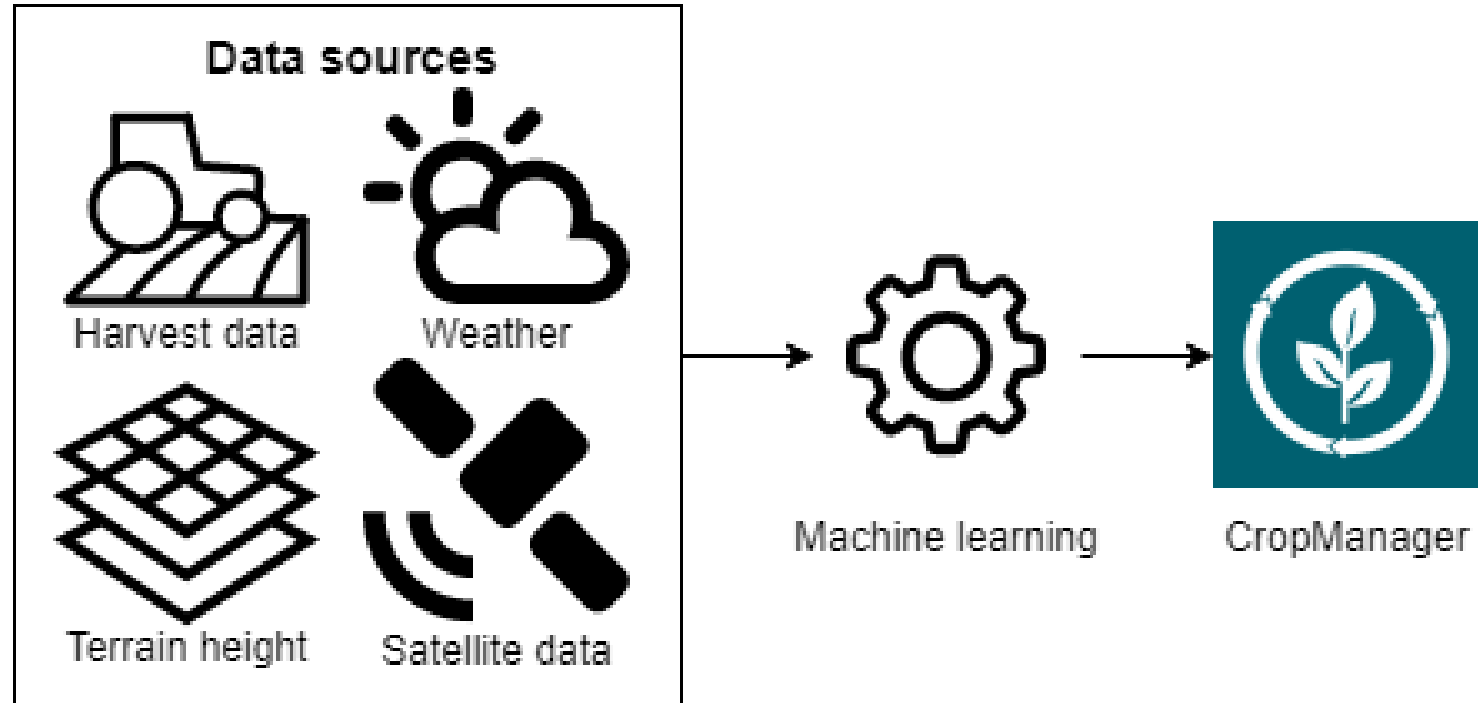 Data sources
Harvest data
Weather
Terrain height
Satellite data
Machine learning
CropManager